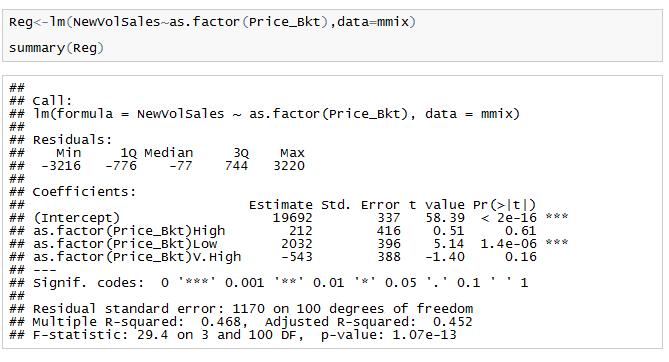 Reg<-lm(NewVolSales~as.factor(Price_Bkt),data=mmix)
summary(Reg)
##
## Call:
## lm(formula = NewVolSales ~ as.factor(Price_Bkt), data = mmix)
##
## Residuals:
##    Min     1Q Median     3Q    Max
##  -3216   -776    -77    744   3220
##
## Coefficients:
##                            Estimate Std. Error t value Pr(>|t|)
## (Intercept)                   19692        337   58.39  < 2e-16 ***
## as.factor(Price_Bkt)High        212        416    0.51     0.61
## as.factor(Price_Bkt)Low        2032        396    5.14  1.4e-06 ***
## as.factor(Price_Bkt)V.High     -543        388   -1.40     0.16
## ---
## Signif. codes:  0 '***' 0.001 '**' 0.01 '*' 0.05 '.' 0.1 ' ' 1
##
## Residual standard error: 1170 on 100 degrees of freedom
## Multiple R-squared:  0.468,  Adjusted R-squared:  0.452
## F-statistic: 29.4 on 3 and 100 DF,  p-value: 1.07e-13